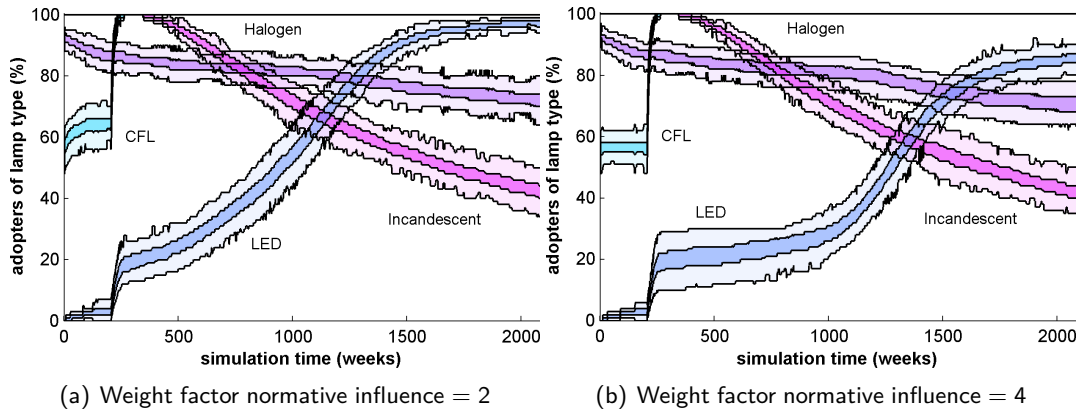 100
80
60
40
20
0
adopters of lamp type (%)
Halogen
CFL
LED
Incandescent
0 500 1000 1500 2000
simulation time (weeks)
(a) Weight factor normative influence = 2
100
80
60
40
20
0
adopters of lamp type (%)
Halogen
CFL
LED
Incandescent
0 500 1000 1500 2000
simulation time (weeks)
(b) Weight factor normative influence = 4